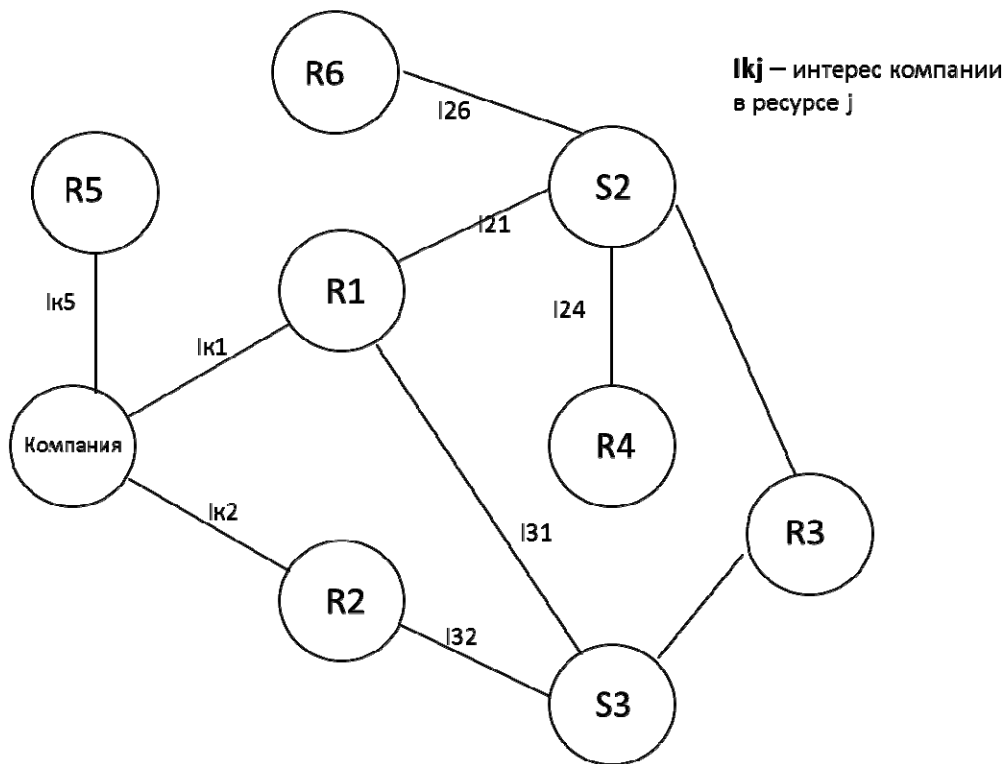 R6
Ikj – интерес компании
в ресурсе j
I26
R5
S2
I21
R1
Iк5
I24
Iк1
Компания
R4
Iк2
I31
R3
R2
I32
S3